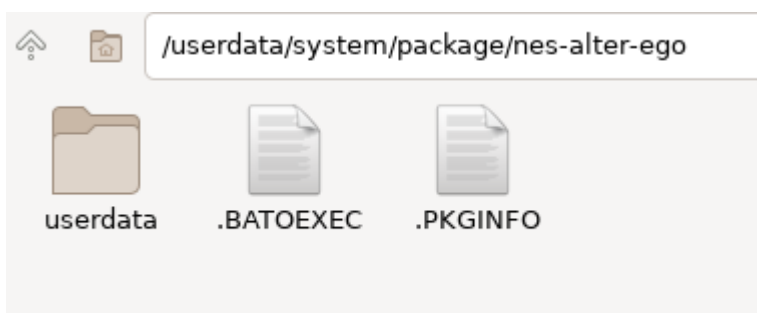 /userdata/system/package/nes-alter-ego
userdata
.BATOEXEC
.PKGINFO